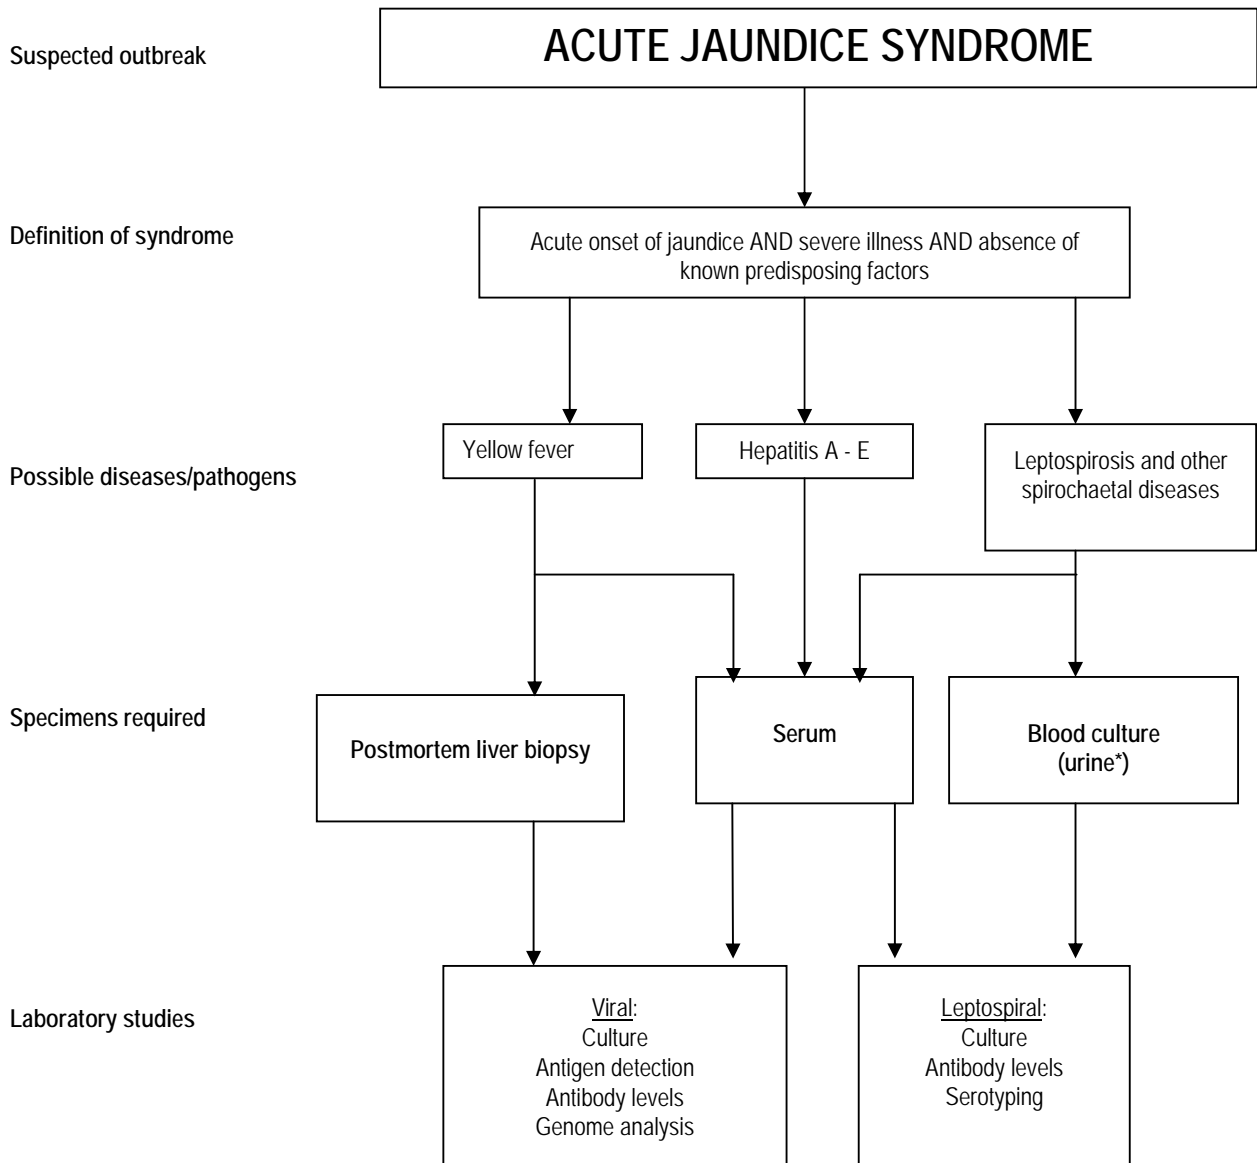 Suspected outbreak
ACUTE JAUNDICE SYNDROME
Definition of syndrome
Acute onset of jaundice AND severe illness AND absence of
known predisposing factors
Possible diseases/pathogens
Yellow fever
Hepatitis A - E
Leptospirosis and other
spirochaetal diseases
Specimens required
Postmortem liver biopsy
Serum
Blood culture
(urine*)
Laboratory studies
Viral:
Culture
Antigen detection
Antibody levels
Genome analysis
Leptospiral:
Culture
Antibody levels
Serotyping